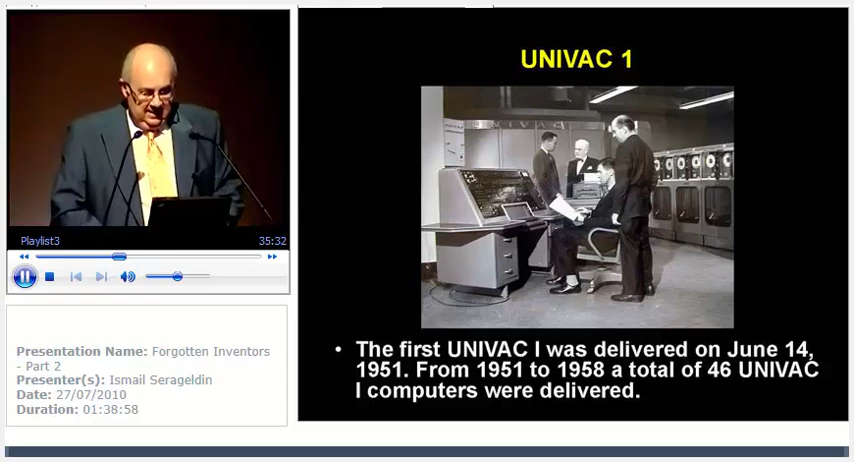 UNIVAC 1
Playlist3
35:32
Presentation Name: Forgotten Inventors
- Part 2
Presenter(s): Ismail Serageldin
Date: 27/07/2010
Duration: 01:38:58
• The first UNIVAC I was delivered on June 14,
1951. From 1951 to 1958 a total of 46 UNIVAC
I computers were delivered.